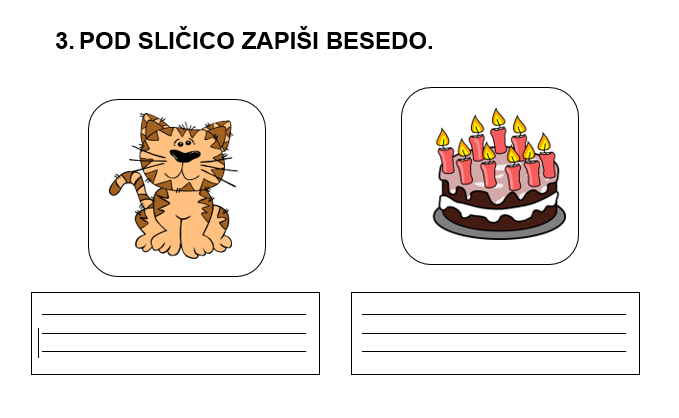 3. POD SLIČICO ZAPIŠI BESEDO.